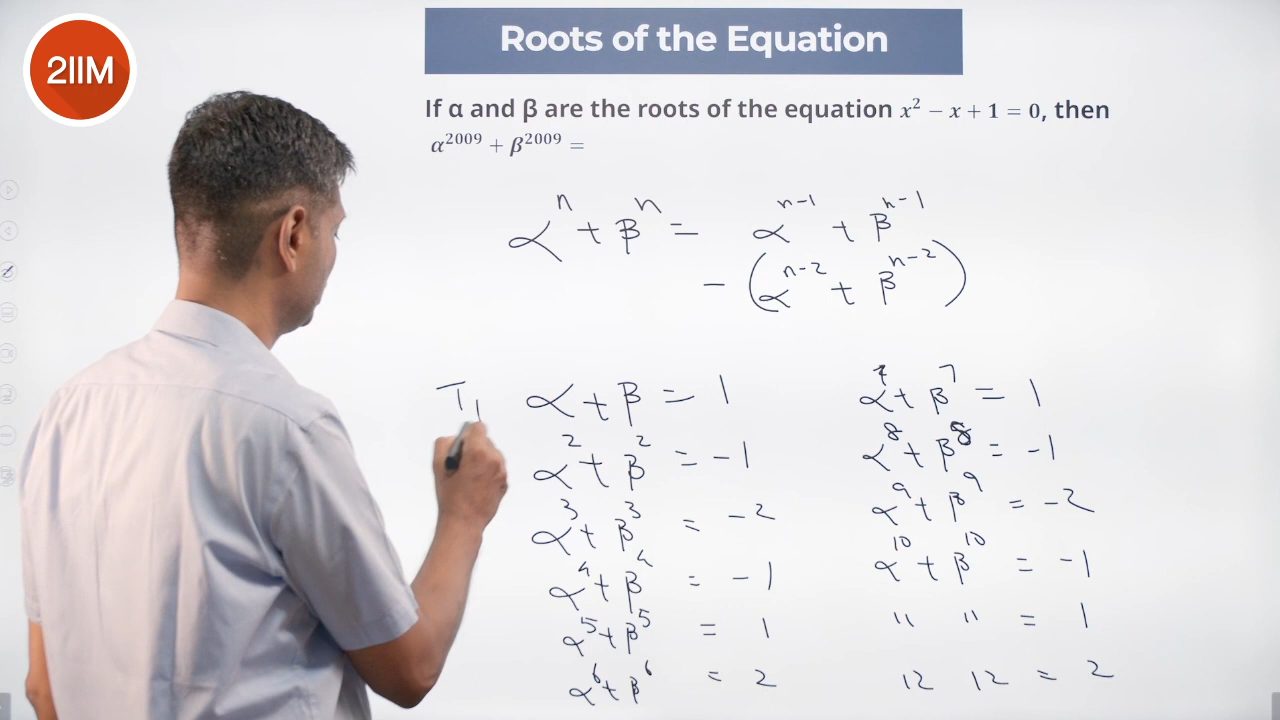 2IIM
Roots of the Equation
If α and β are the roots of the equation x² − x + 1 = 0, then
α²⁰⁰⁹ + β²⁰⁰⁹ =
αⁿ + βⁿ = αⁿ⁻¹ + βⁿ⁻¹
− (αⁿ⁻² + βⁿ⁻²)
T₁ α + β = 1
α² + β² = −1
α³ + β³ = −2
α⁴ + β⁴ = −1
α⁵ + β⁵ = 1
α⁶ + β⁶ = 2
α⁷ + β⁷ = 1
α⁸ + β⁸ = −1
α⁹ + β⁹ = −2
α¹⁰ + β¹⁰ = −1
11 11 = 1
12 12 = 2